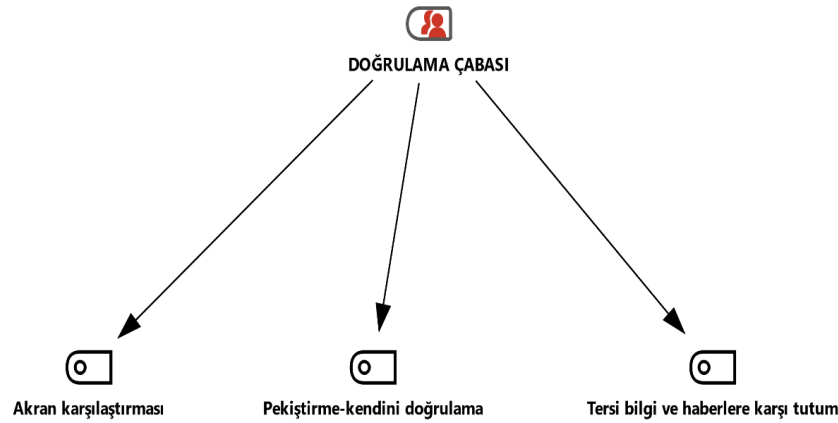 DOĞRULAMA ÇABASI
Akran karşılaştırması
Pekiştirme-kendini doğrulama
Tersi bilgi ve haberlere karşı tutum